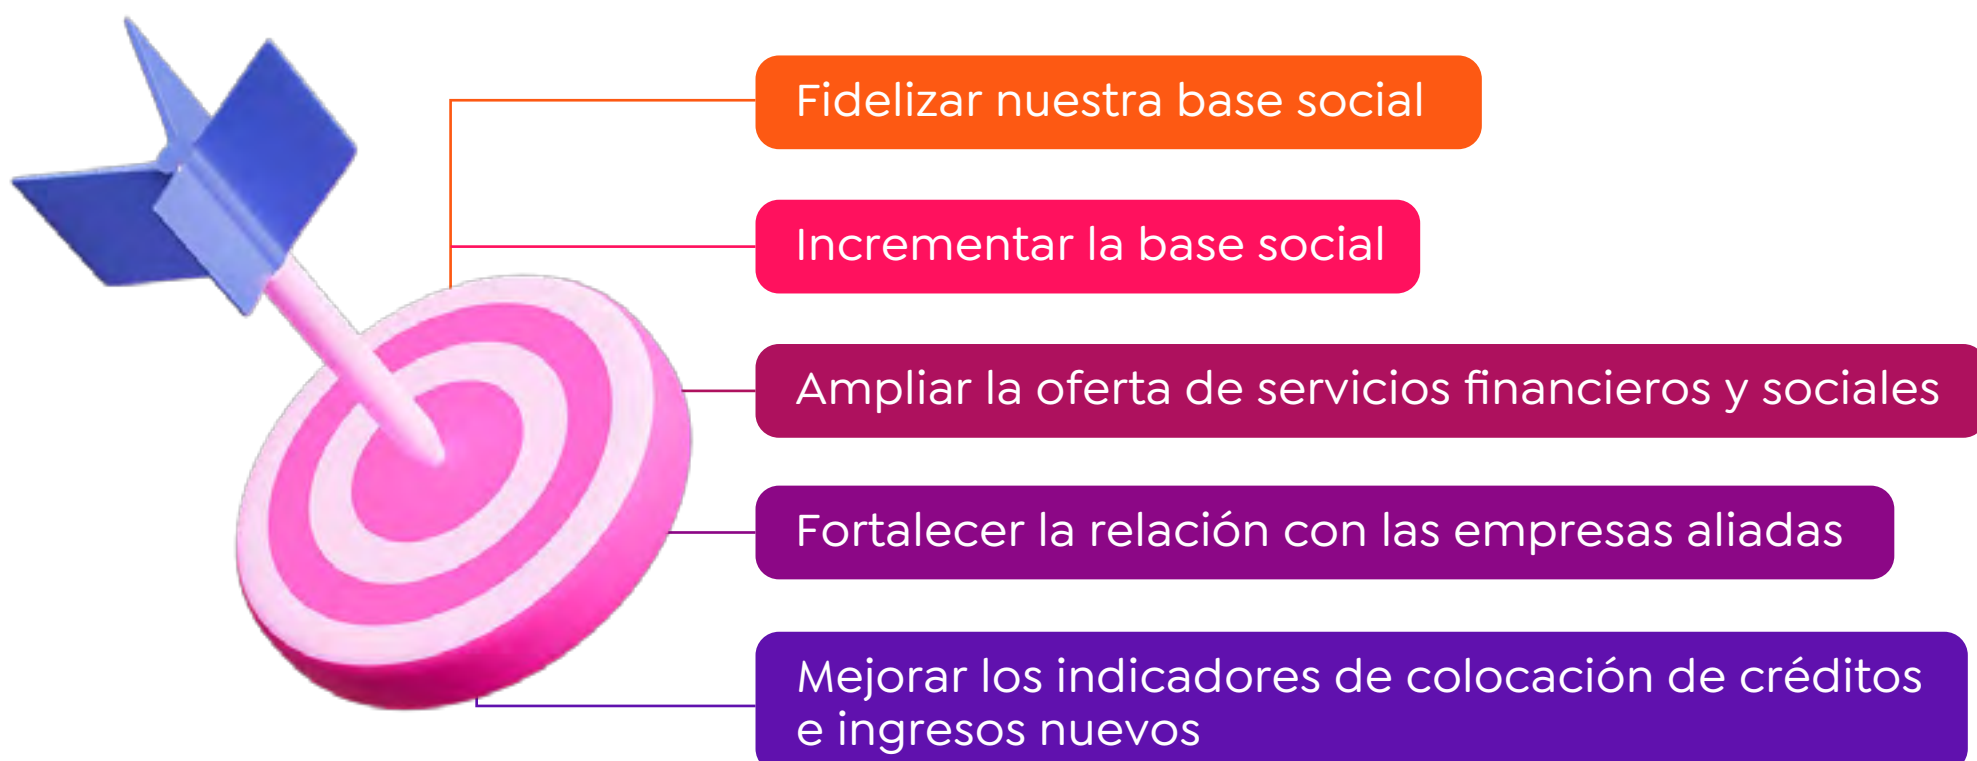 Fidelizar nuestra base social
Incrementar la base social
Ampliar la oferta de servicios financieros y sociales
Fortalecer la relación con las empresas aliadas
Mejorar los indicadores de colocación de créditos
e ingresos nuevos